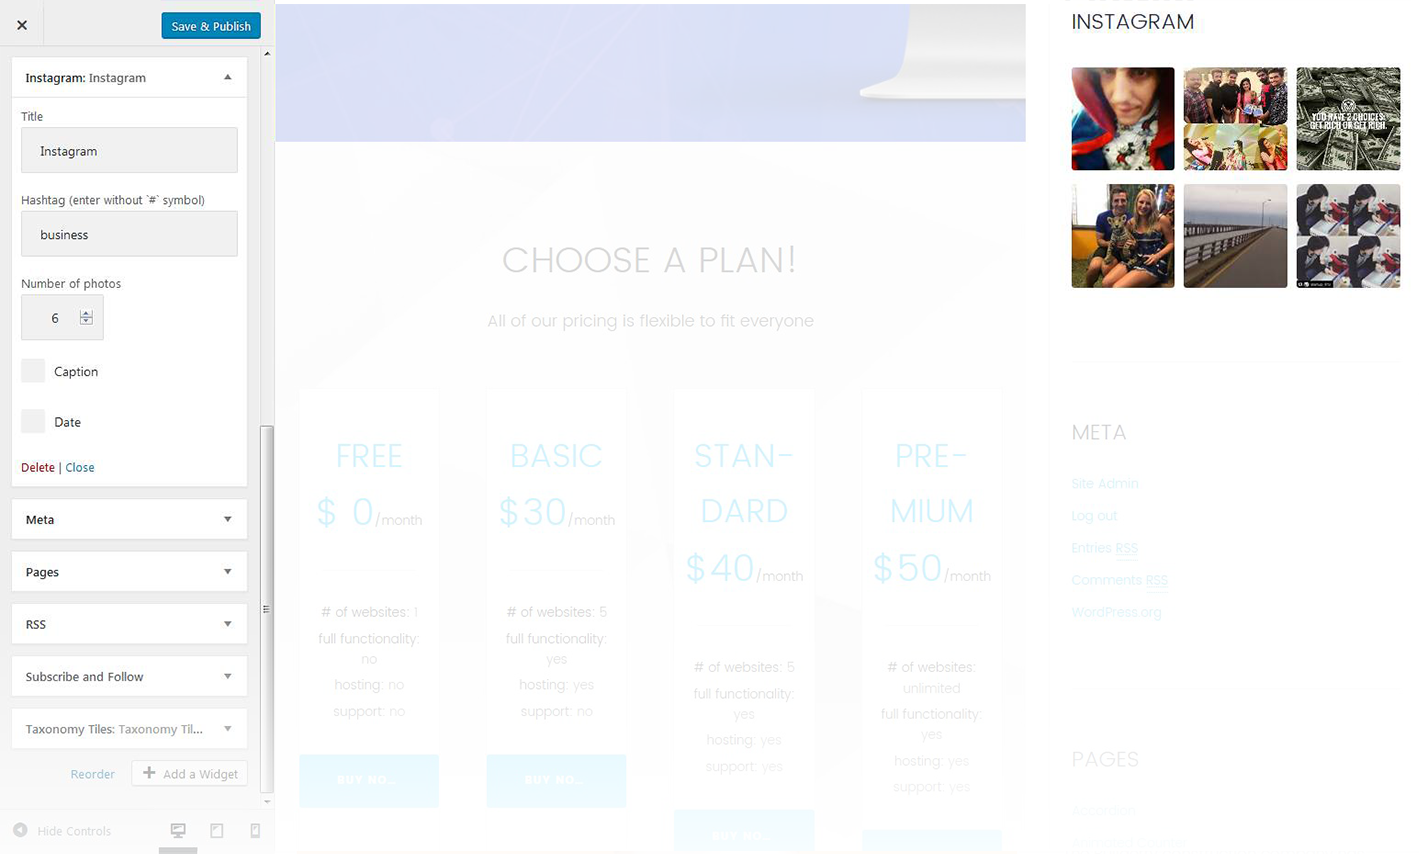 Save & Publish
Instagram: Instagram
Title
Instagram
Hashtag (enter without `#` symbol)
business
Number of photos
6
Caption
Date
Delete | Close
Meta
Pages
RSS
Subscribe and Follow
Taxonomy Tiles: Taxonomy Til...
Reorder
Add a Widget
Hide Controls
CHOOSE A PLAN!
All of our pricing is flexible to fit everyone
FREE
$ 0/month
# of websites: 1
full functionality:
no
hosting: no
support: no
BUY NO...
BASIC
$30/month
# of websites: 5
full functionality:
yes
hosting: yes
support: no
BUY NO...
STAN-
DARD
$40/month
# of websites: 5
full functionality:
yes
hosting: yes
support: yes
BUY NO...
PRE-
MIUM
$50/month
# of websites:
unlimited
full functionality:
yes
hosting: yes
support: yes
INSTAGRAM
YOU HAVE 2 CHOICES:
GET RICH OR GET RICH.
META
Site Admin
Log out
Entries RSS
Comments RSS
WordPress.org
PAGES
Accordion